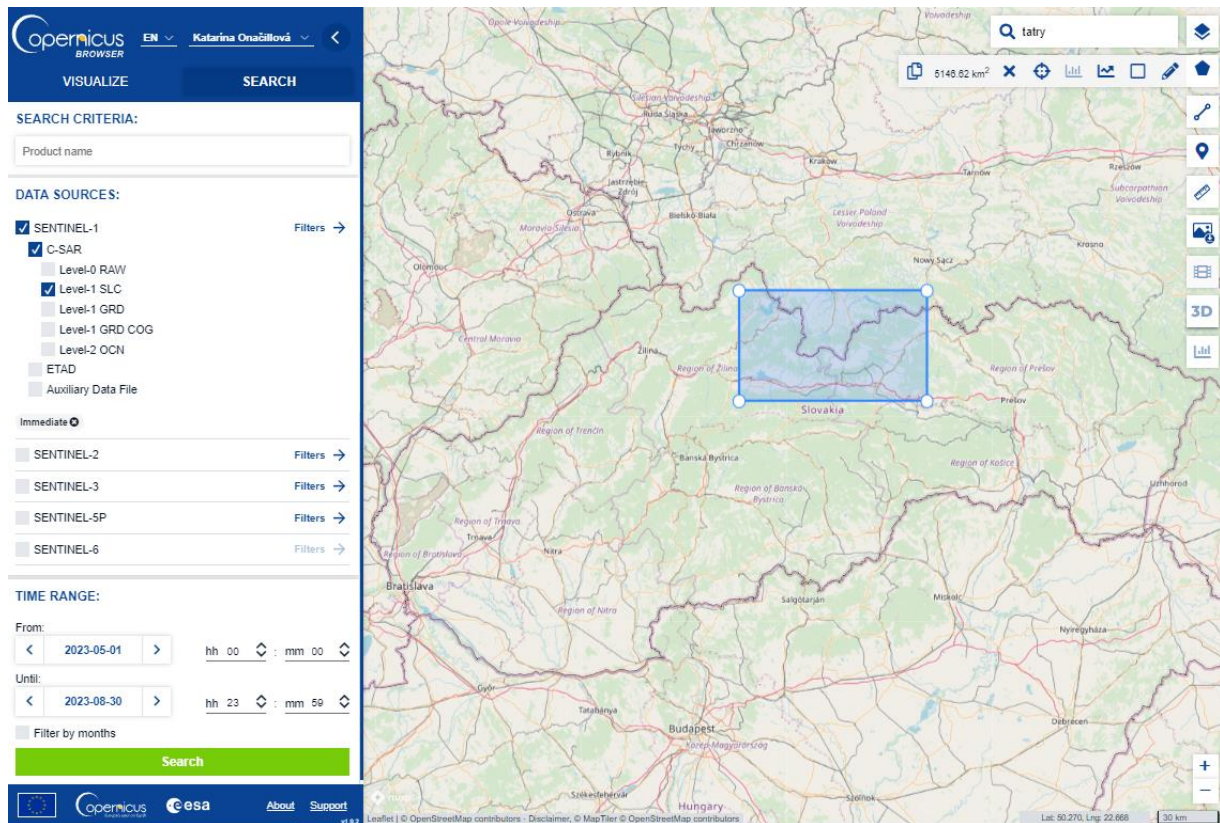 Copernicus
BROWSER
EN
Katarína Onačillová
VISUALIZE
SEARCH
SEARCH CRITERIA:
Product name
DATA SOURCES:
SENTINEL-1
Filters →
C-SAR
Level-0 RAW
Level-1 SLC
Level-1 GRD
Level-1 GRD COG
Level-2 OCN
ETAD
Auxiliary Data File
Immediate
SENTINEL-2
Filters →
SENTINEL-3
Filters →
SENTINEL-5P
Filters →
SENTINEL-6
Filters →
TIME RANGE:
From:
< 2023-05-01 >
hh 00 : mm 00
Until:
< 2023-08-30 >
hh 23 : mm 59
Filter by months
Search
Copernicus
esa
About
Support
tatry
5146.62 km²
3D
Opole Voivodeship
Voivodeship
Silesian Voivodeship
Ruda Śląska
Jaworzno
Rybnik
Tychy
Chrzanów
Kraków
Tarnów
Rzeszów
Jastrzębie-
Zdrój
Subcarpathian
Voivodeship
Ostrava
Bielsko-Biała
Lesser Poland
Voivodeship
Moravia-Silesia
Krosno
Olomouc
Nowy Sącz
Central Moravia
Žilina
Region of Žilina
Region of Prešov
Prešov
Slovakia
Region of Trenčín
Banská Bystrica
Region of Košice
Region of Banská
Bystrica
Uzhhorod
Region of Trnava
Trnava
Nitra
Region of Bratislava
Bratislava
Salgótarján
Miskolc
Region of Nitra
Nyíregyháza
Győr
Tatabánya
Budapest
Debrecen
Közép-Magyarország
Székesfehérvár
Szolnok
Hungary
Leaflet | © OpenStreetMap contributors - Disclaimer, © MapTiler © OpenStreetMap contributors
Lat: 50.270, Lng: 22.668
30 km